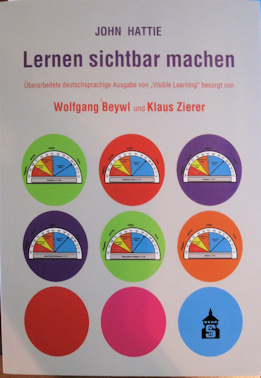 JOHN HATTIE
Lernen sichtbar machen
Überarbeitete deutschsprachige Ausgabe von „Visible Learning" besorgt von
Wolfgang Beywl und Klaus Zierer
S